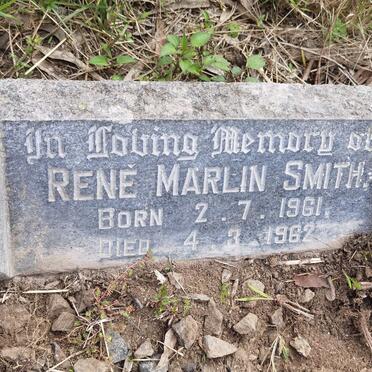 In Loving Memory of
RENÉ MARLIN SMITH.
BORN 2.7.1961.
DIED 4.3.1962